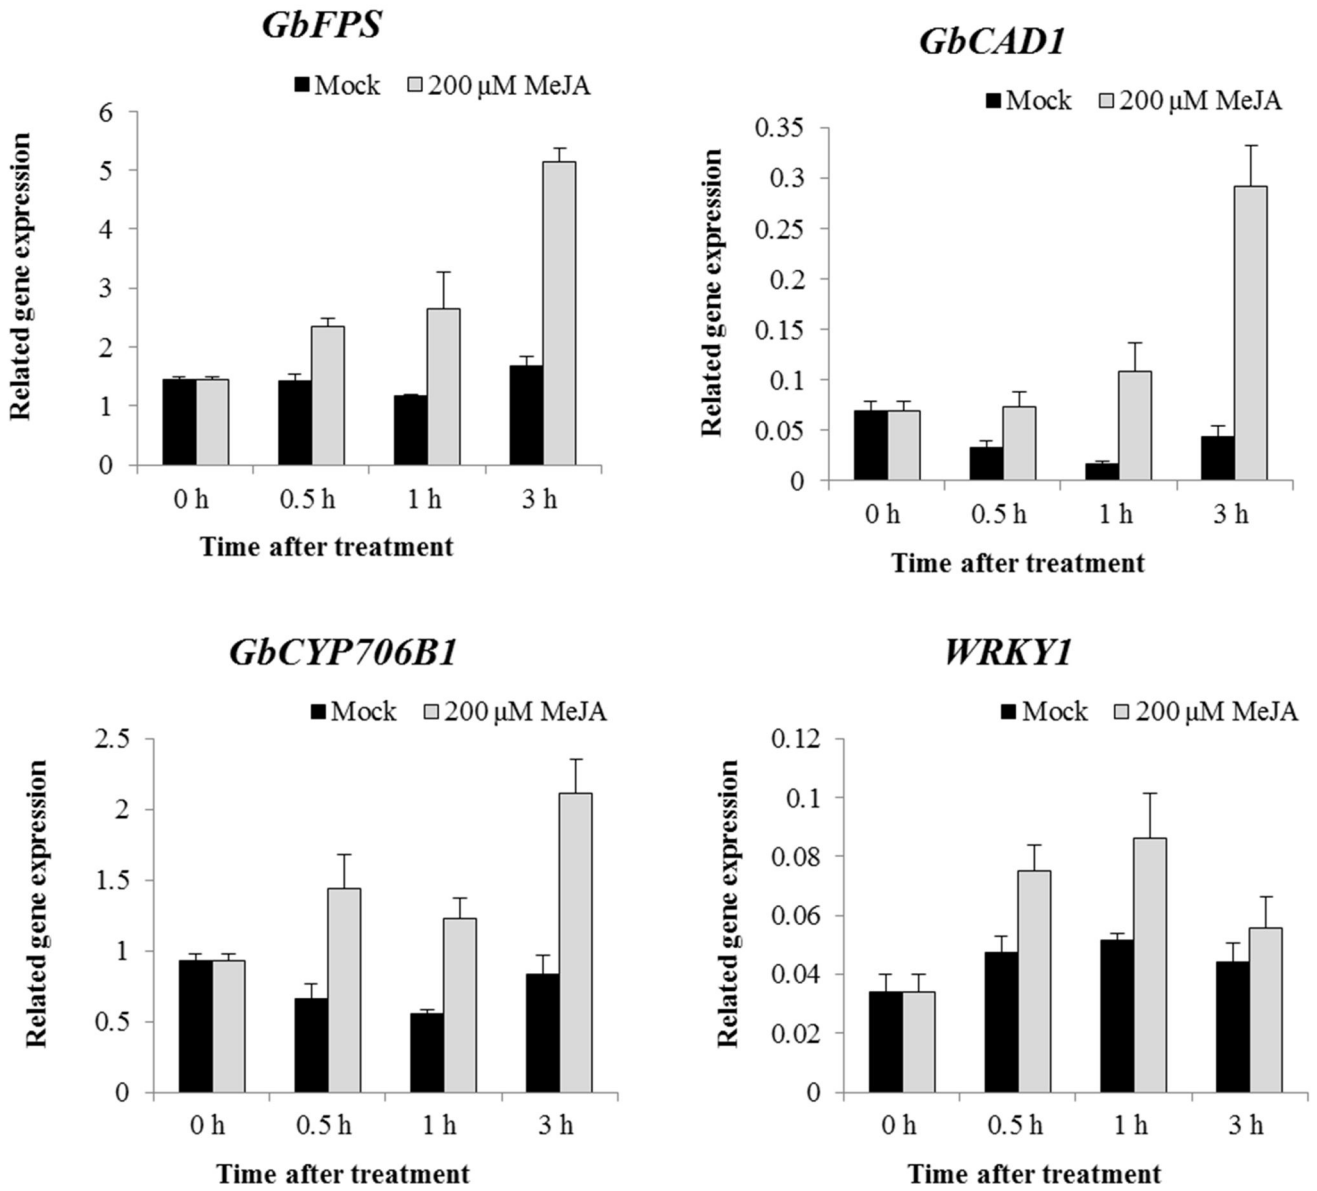 GbFPS
Mock 200 μM MeJA
Related gene expression
6
5
4
3
2
1
0
0 h 0.5 h 1 h 3 h
Time after treatment
GbCAD1
Mock 200 μM MeJA
Related gene expression
0.35
0.3
0.25
0.2
0.15
0.1
0.05
0
0 h 0.5 h 1 h 3 h
Time after treatment
GbCYP706B1
Mock 200 μM MeJA
Related gene expression
2.5
2
1.5
1
0.5
0
0 h 0.5 h 1 h 3 h
Time after treatment
WRKY1
Mock 200 μM MeJA
Related gene expression
0.12
0.1
0.08
0.06
0.04
0.02
0
0 h 0.5 h 1 h 3 h
Time after treatment